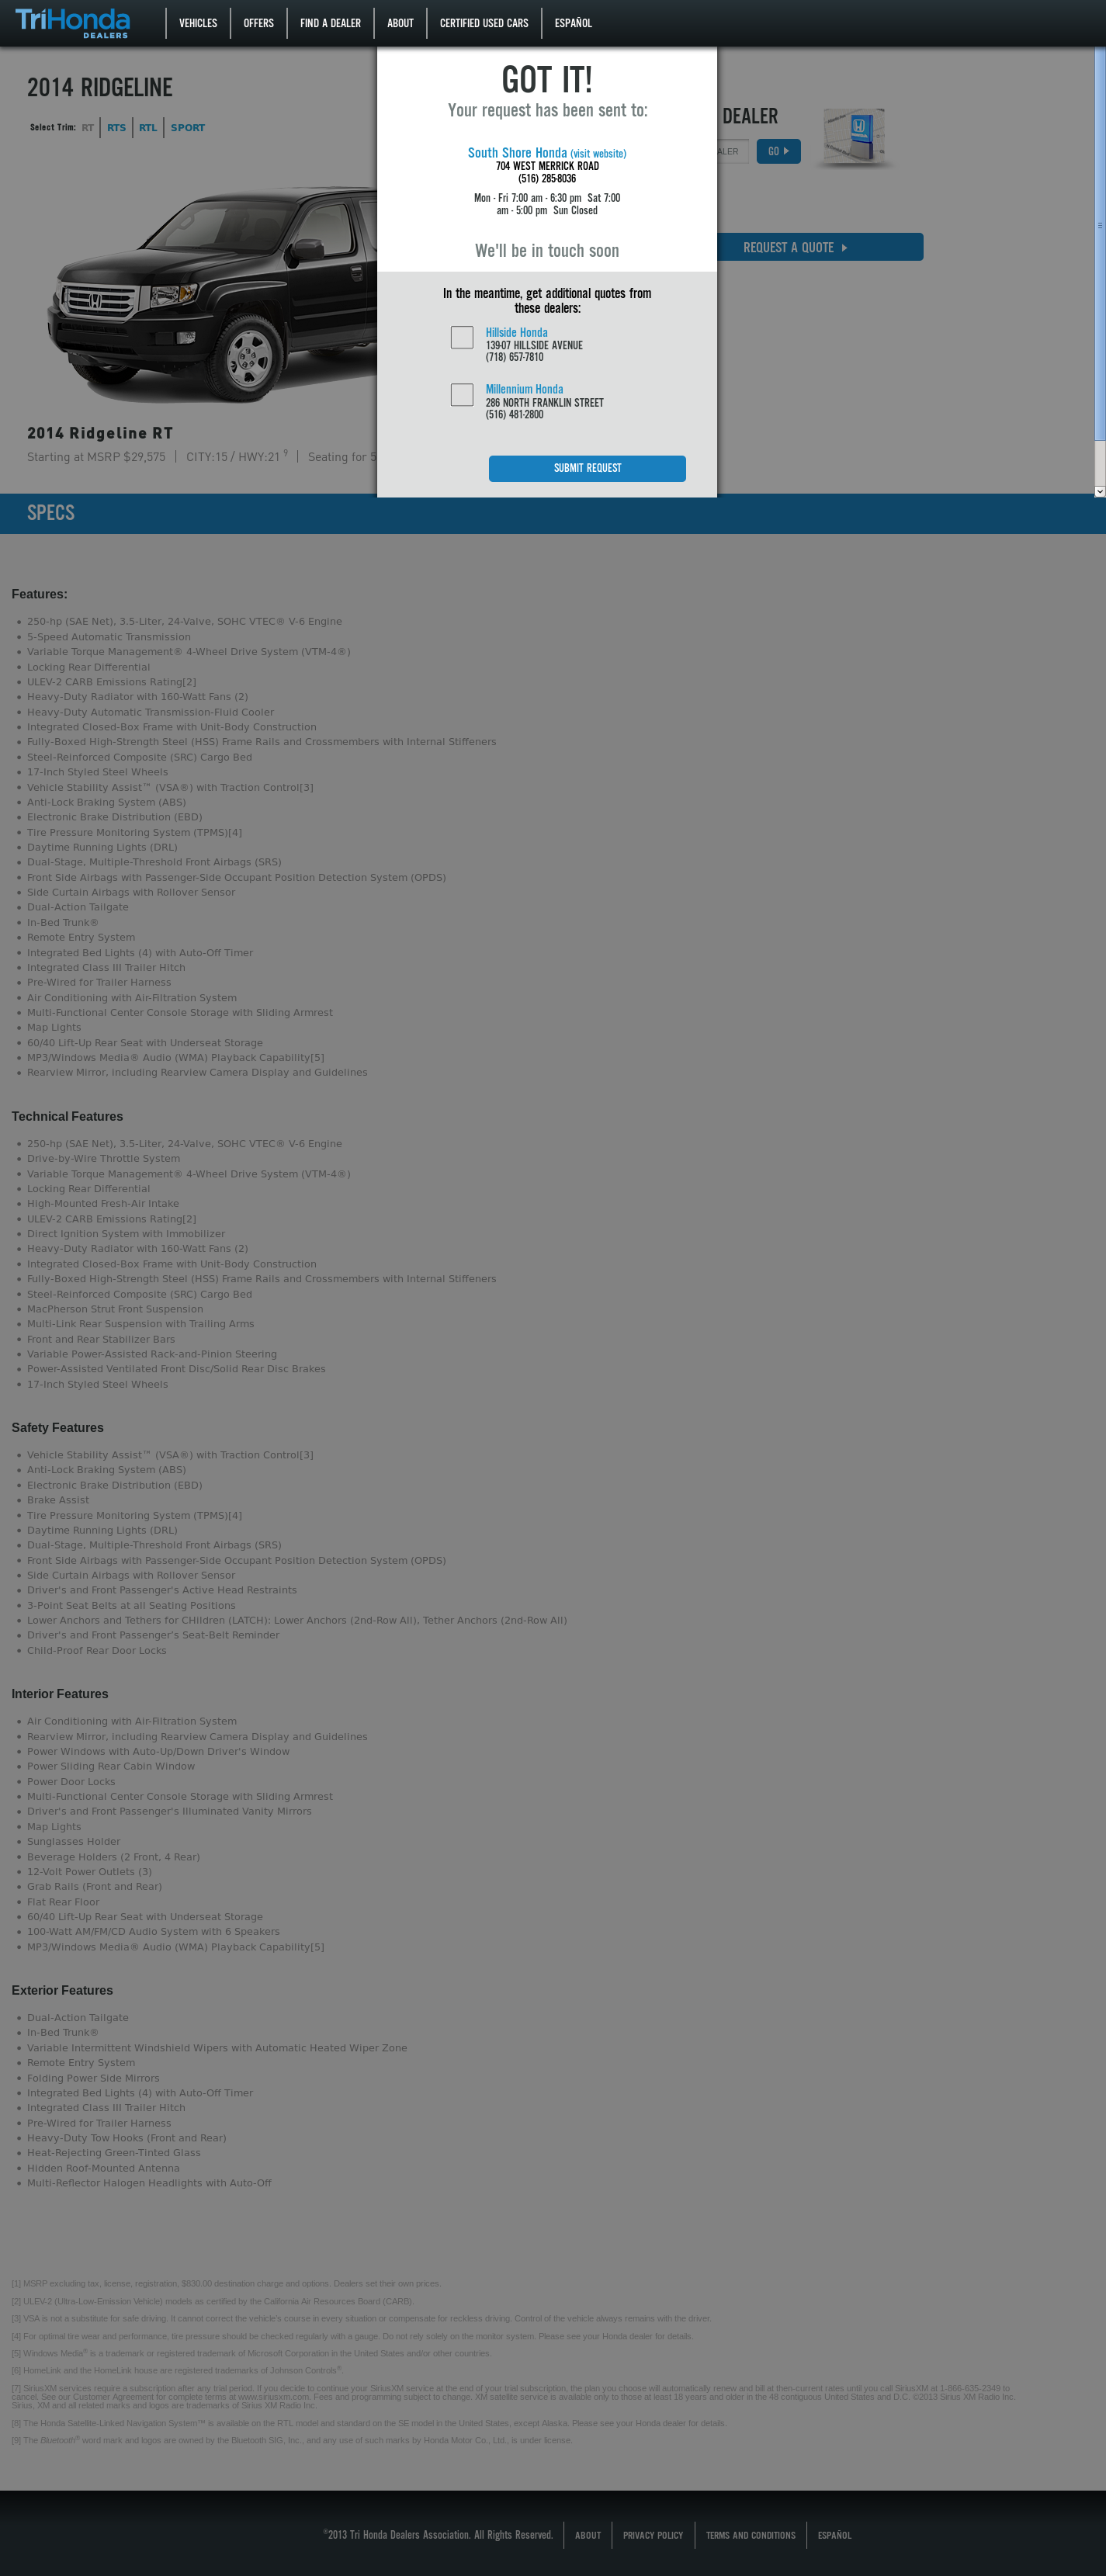 TriHonda
DEALERS
VEHICLES
OFFERS
FIND A DEALER
ABOUT
CERTIFIED USED CARS
ESPAÑOL
2014 RIDGELINE
Select Trim: RT RTS RTL SPORT
GOT IT!
Your request has been sent to:
South Shore Honda (visit website)
704 WEST MERRICK ROAD
(516) 285-8036
Mon - Fri 7:00 am - 6:30 pm Sat 7:00
am - 5:00 pm Sun Closed
We'll be in touch soon
In the meantime, get additional quotes from
these dealers:
Hillside Honda
139-07 HILLSIDE AVENUE
(718) 657-7810
Millennium Honda
286 NORTH FRANKLIN STREET
(516) 481-2800
SUBMIT REQUEST
DEALER
ALER
GO
REQUEST A QUOTE
2014 Ridgeline RT
Starting at MSRP $29,575 | CITY:15 / HWY:21 9 | Seating for 5
SPECS
Features:
250-hp (SAE Net), 3.5-Liter, 24-Valve, SOHC VTEC® V-6 Engine
5-Speed Automatic Transmission
Variable Torque Management® 4-Wheel Drive System (VTM-4®)
Locking Rear Differential
ULEV-2 CARB Emissions Rating[2]
Heavy-Duty Radiator with 160-Watt Fans (2)
Heavy-Duty Automatic Transmission-Fluid Cooler
Integrated Closed-Box Frame with Unit-Body Construction
Fully-Boxed High-Strength Steel (HSS) Frame Rails and Crossmembers with Internal Stiffeners
Steel-Reinforced Composite (SRC) Cargo Bed
17-Inch Styled Steel Wheels
Vehicle Stability Assist™ (VSA®) with Traction Control[3]
Anti-Lock Braking System (ABS)
Electronic Brake Distribution (EBD)
Tire Pressure Monitoring System (TPMS)[4]
Daytime Running Lights (DRL)
Dual-Stage, Multiple-Threshold Front Airbags (SRS)
Front Side Airbags with Passenger-Side Occupant Position Detection System (OPDS)
Side Curtain Airbags with Rollover Sensor
Dual-Action Tailgate
In-Bed Trunk®
Remote Entry System
Integrated Bed Lights (4) with Auto-Off Timer
Integrated Class III Trailer Hitch
Pre-Wired for Trailer Harness
Air Conditioning with Air-Filtration System
Multi-Functional Center Console Storage with Sliding Armrest
Map Lights
60/40 Lift-Up Rear Seat with Underseat Storage
MP3/Windows Media® Audio (WMA) Playback Capability[5]
Rearview Mirror, including Rearview Camera Display and Guidelines
Technical Features
250-hp (SAE Net), 3.5-Liter, 24-Valve, SOHC VTEC® V-6 Engine
Drive-by-Wire Throttle System
Variable Torque Management® 4-Wheel Drive System (VTM-4®)
Locking Rear Differential
High-Mounted Fresh-Air Intake
ULEV-2 CARB Emissions Rating[2]
Direct Ignition System with Immobilizer
Heavy-Duty Radiator with 160-Watt Fans (2)
Integrated Closed-Box Frame with Unit-Body Construction
Fully-Boxed High-Strength Steel (HSS) Frame Rails and Crossmembers with Internal Stiffeners
Steel-Reinforced Composite (SRC) Cargo Bed
MacPherson Strut Front Suspension
Multi-Link Rear Suspension with Trailing Arms
Front and Rear Stabilizer Bars
Variable Power-Assisted Rack-and-Pinion Steering
Power-Assisted Ventilated Front Disc/Solid Rear Disc Brakes
17-Inch Styled Steel Wheels
Safety Features
Vehicle Stability Assist™ (VSA®) with Traction Control[3]
Anti-Lock Braking System (ABS)
Electronic Brake Distribution (EBD)
Brake Assist
Tire Pressure Monitoring System (TPMS)[4]
Daytime Running Lights (DRL)
Dual-Stage, Multiple-Threshold Front Airbags (SRS)
Front Side Airbags with Passenger-Side Occupant Position Detection System (OPDS)
Side Curtain Airbags with Rollover Sensor
Driver's and Front Passenger's Active Head Restraints
3-Point Seat Belts at all Seating Positions
Lower Anchors and Tethers for CHildren (LATCH): Lower Anchors (2nd-Row All), Tether Anchors (2nd-Row All)
Driver's and Front Passenger's Seat-Belt Reminder
Child-Proof Rear Door Locks
Interior Features
Air Conditioning with Air-Filtration System
Rearview Mirror, including Rearview Camera Display and Guidelines
Power Windows with Auto-Up/Down Driver's Window
Power Sliding Rear Cabin Window
Power Door Locks
Multi-Functional Center Console Storage with Sliding Armrest
Driver's and Front Passenger's Illuminated Vanity Mirrors
Map Lights
Sunglasses Holder
Beverage Holders (2 Front, 4 Rear)
12-Volt Power Outlets (3)
Grab Rails (Front and Rear)
Flat Rear Floor
60/40 Lift-Up Rear Seat with Underseat Storage
100-Watt AM/FM/CD Audio System with 6 Speakers
MP3/Windows Media® Audio (WMA) Playback Capability[5]
Exterior Features
Dual-Action Tailgate
In-Bed Trunk®
Variable Intermittent Windshield Wipers with Automatic Heated Wiper Zone
Remote Entry System
Folding Power Side Mirrors
Integrated Bed Lights (4) with Auto-Off Timer
Integrated Class III Trailer Hitch
Pre-Wired for Trailer Harness
Heavy-Duty Tow Hooks (Front and Rear)
Heat-Rejecting Green-Tinted Glass
Hidden Roof-Mounted Antenna
Multi-Reflector Halogen Headlights with Auto-Off
[1] MSRP excluding tax, license, registration, $830.00 destination charge and options. Dealers set their own prices.
[2] ULEV-2 (Ultra-Low-Emission Vehicle) models as certified by the California Air Resources Board (CARB).
[3] VSA is not a substitute for safe driving. It cannot correct the vehicle's course in every situation or compensate for reckless driving. Control of the vehicle always remains with the driver.
[4] For optimal tire wear and performance, tire pressure should be checked regularly with a gauge. Do not rely solely on the monitor system. Please see your Honda dealer for details.
[5] Windows Media® is a trademark or registered trademark of Microsoft Corporation in the United States and/or other countries.
[6] HomeLink and the HomeLink house are registered trademarks of Johnson Controls®.
[7] SiriusXM services require a subscription after any trial period. If you decide to continue your SiriusXM service at the end of your trial subscription, the plan you choose will automatically renew and bill at then-current rates until you call SiriusXM at 1-866-635-2349 to
cancel. See our Customer Agreement for complete terms at www.siriusxm.com. Fees and programming subject to change. XM satellite service is available only to those at least 18 years and older in the 48 contiguous United States and D.C. ©2013 Sirius XM Radio Inc.
Sirius, XM and all related marks and logos are trademarks of Sirius XM Radio Inc.
[8] The Honda Satellite-Linked Navigation System™ is available on the RTL model and standard on the SE model in the United States, except Alaska. Please see your Honda dealer for details.
[9] The Bluetooth® word mark and logos are owned by the Bluetooth SIG, Inc., and any use of such marks by Honda Motor Co., Ltd., is under license.
©2013 Tri Honda Dealers Association. All Rights Reserved.
ABOUT
PRIVACY POLICY
TERMS AND CONDITIONS
ESPAÑOL